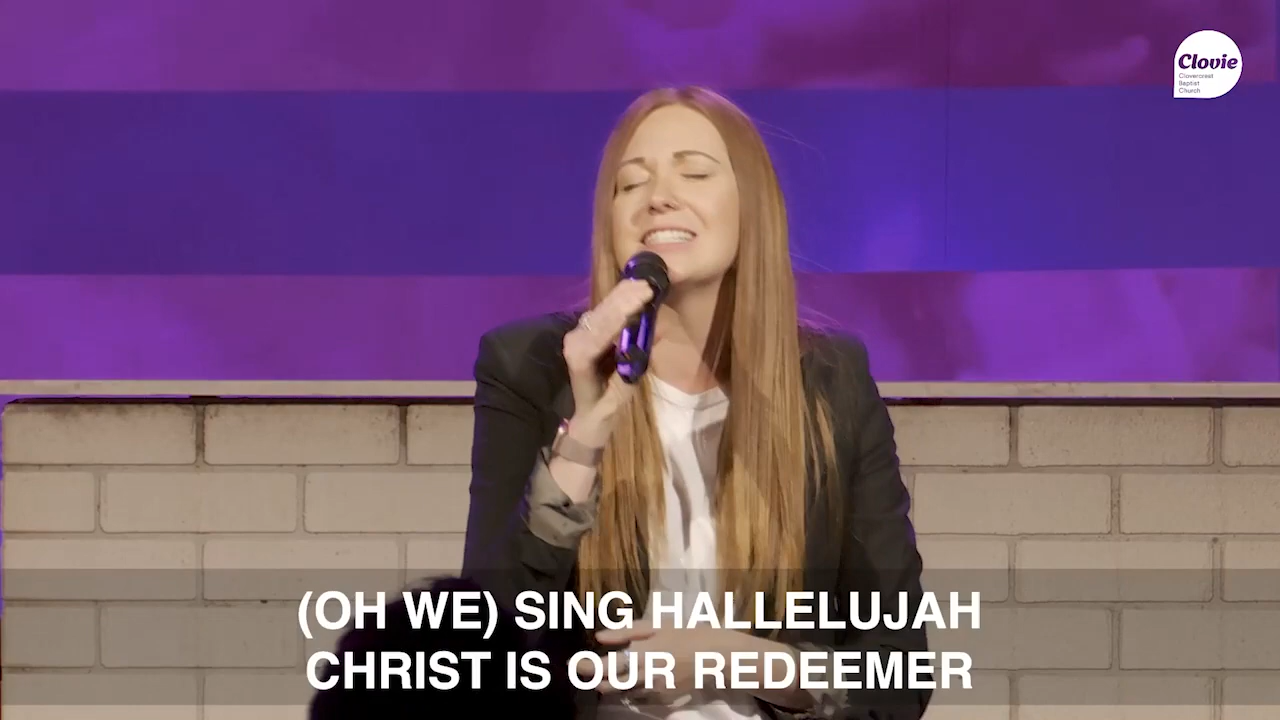 Clovie
Clovercrest
Baptist
Church
(OH WE) SING HALLELUJAH
CHRIST IS OUR REDEEMER